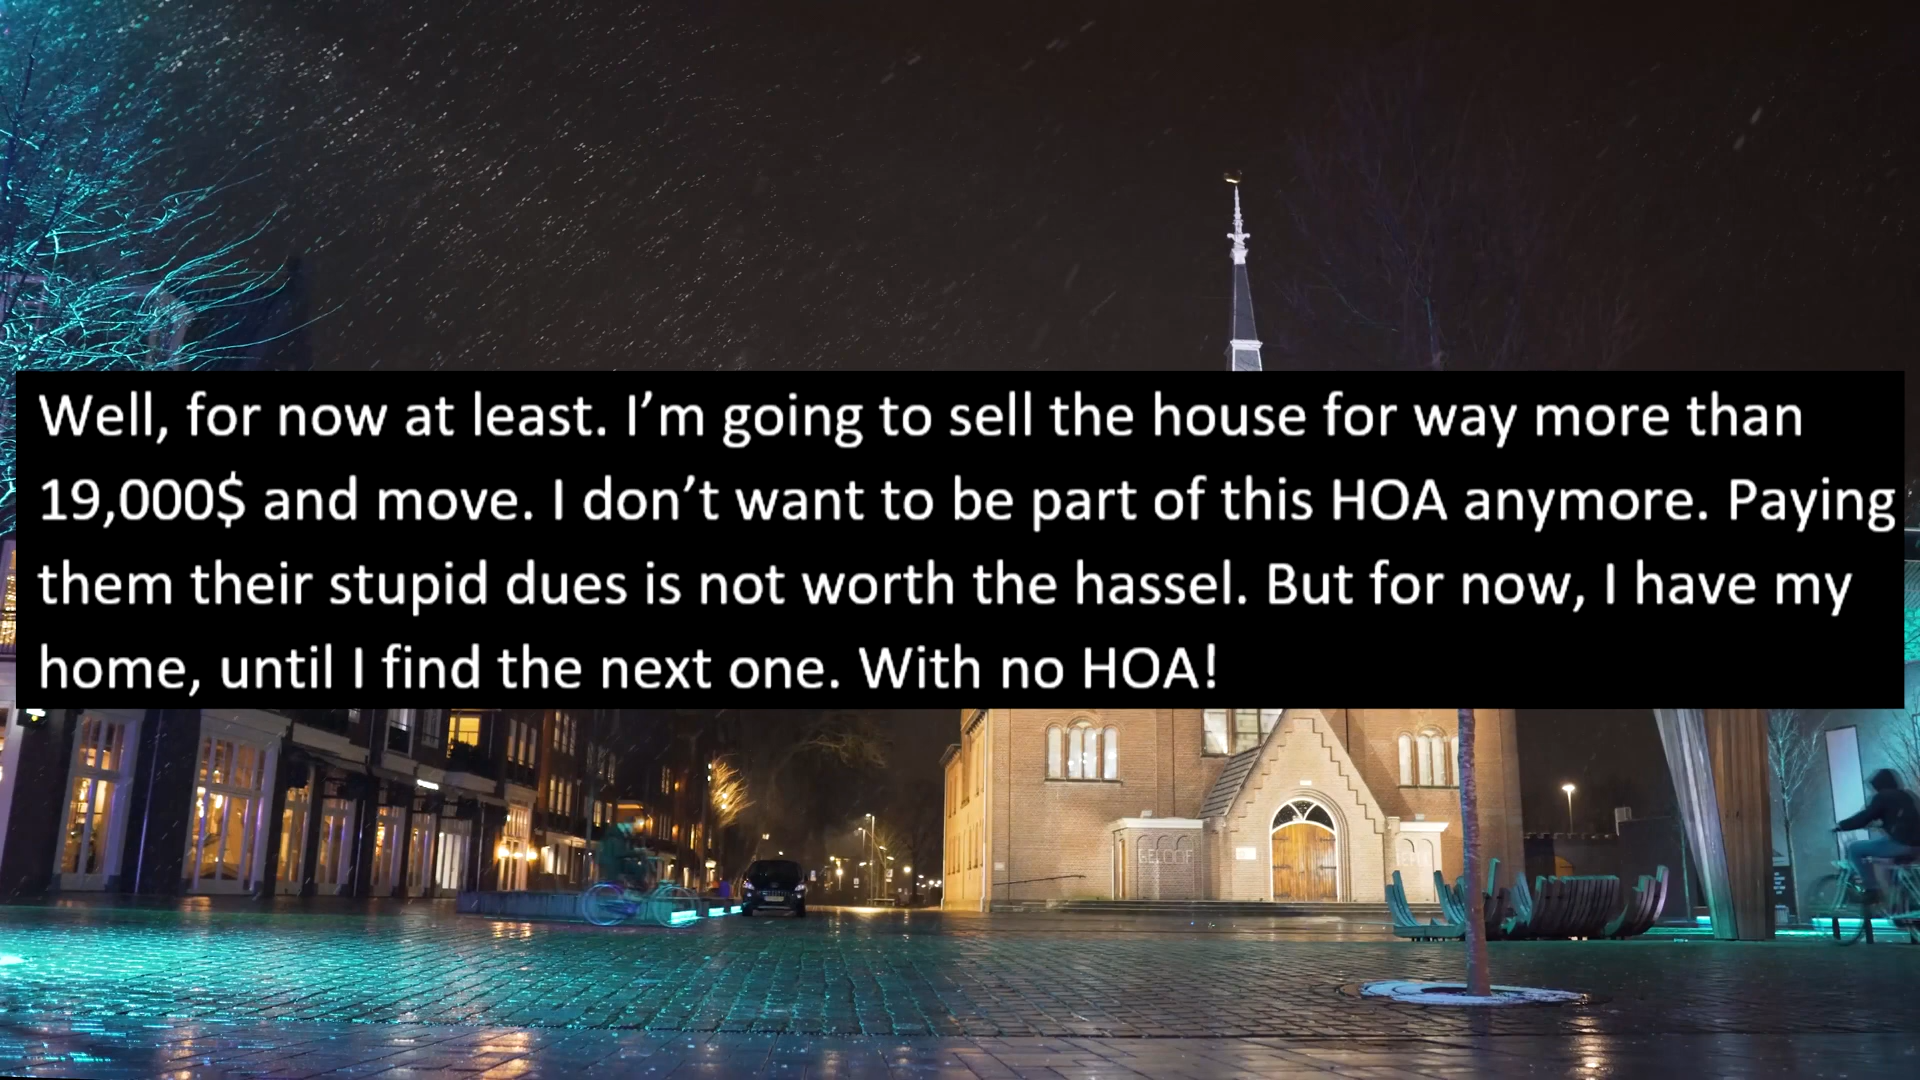 Well, for now at least. I’m going to sell the house for way more than
19,000$ and move. I don’t want to be part of this HOA anymore. Paying
them their stupid dues is not worth the hassel. But for now, I have my
home, until I find the next one. With no HOA!
GELOOF